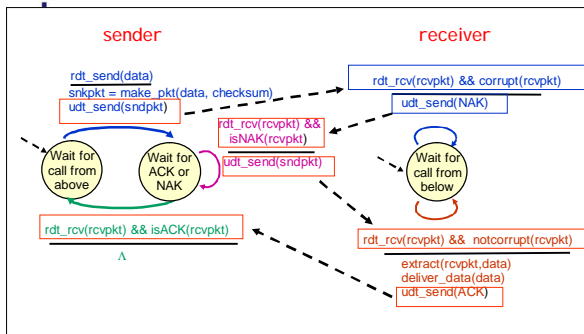 sender
rdt_send(data)
snkpkt = make_pkt(data, checksum)
udt_send(sndpkt)
Wait for
call from
above
Wait for
ACK or
NAK
rdt_rcv(rcvpkt) &&
isNAK(rcvpkt)
udt_send(sndpkt)
rdt_rcv(rcvpkt) && isACK(rcvpkt)
Λ
receiver
rdt_rcv(rcvpkt) && corrupt(rcvpkt)
udt_send(NAK)
Wait for
call from
below
rdt_rcv(rcvpkt) && notcorrupt(rcvpkt)
extract(rcvpkt,data)
deliver_data(data)
udt_send(ACK)